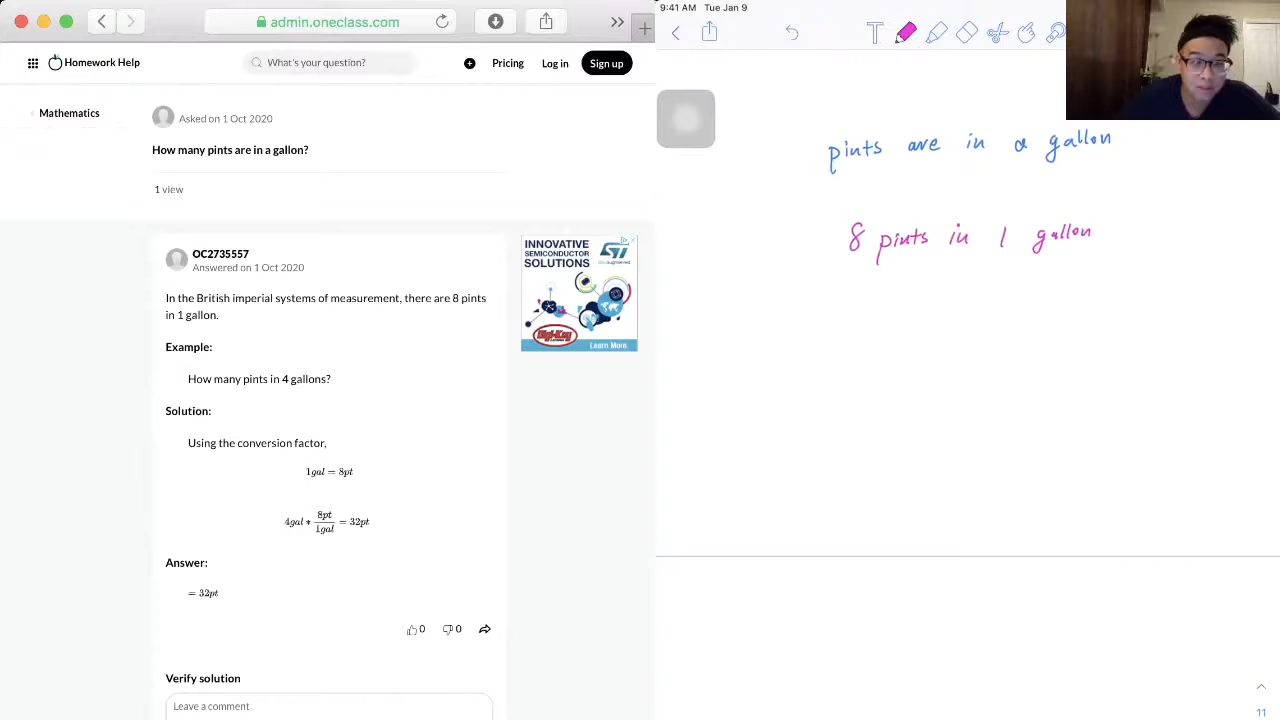 admin.oneclass.com
Homework Help
What's your question?
Pricing
Log in
Sign up
Mathematics
Asked on 1 Oct 2020
How many pints are in a gallon?
1 view
OC2735557
Answered on 1 Oct 2020
In the British imperial systems of measurement, there are 8 pints
in 1 gallon.
Example:
How many pints in 4 gallons?
Solution:
Using the conversion factor,
1gal = 8pt
4gal * 8pt/1gal = 32pt
Answer:
= 32pt
0
0
Verify solution
Leave a comment
INNOVATIVE
SEMICONDUCTOR
SOLUTIONS
ST
Digi-Key
Learn More
9:41 AM Tue Jan 9
T
pints are in a gallon
8 pints in 1 gallon
11